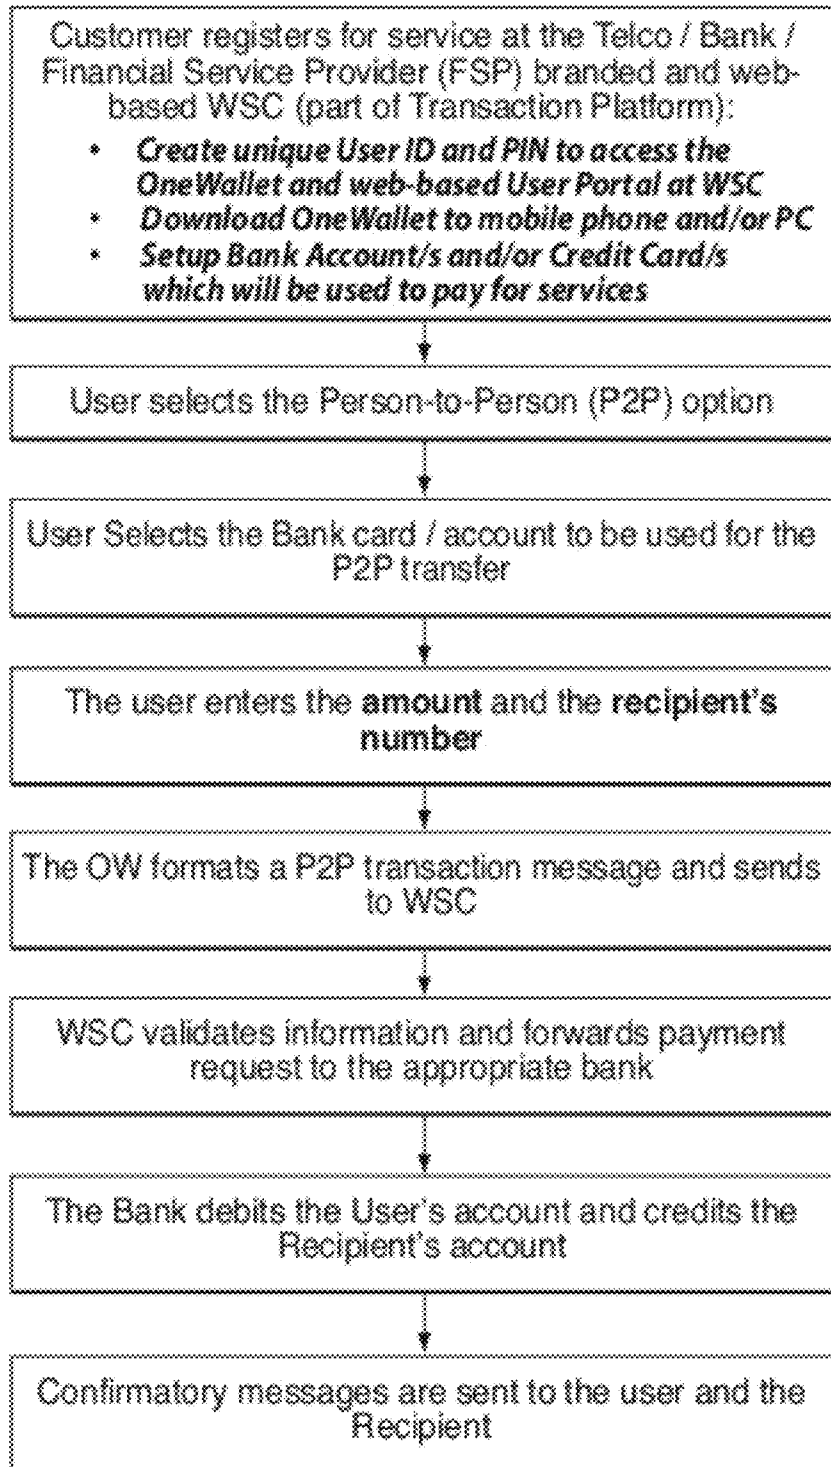 Customer registers for service at the Telco / Bank /
Financial Service Provider (FSP) branded and web-
based WSC (part of Transaction Platform):
• Create unique User ID and PIN to access the
OneWallet and web-based User Portal at WSC
• Download OneWallet to mobile phone and/or PC
• Setup Bank Account/s and/or Credit Card/s
which will be used to pay for services
User selects the Person-to-Person (P2P) option
User Selects the Bank card / account to be used for the
P2P transfer
The user enters the amount and the recipient's
number
The OW formats a P2P transaction message and sends
to WSC
WSC validates information and forwards payment
request to the appropriate bank
The Bank debits the User's account and credits the
Recipient's account
Confirmatory messages are sent to the user and the
Recipient